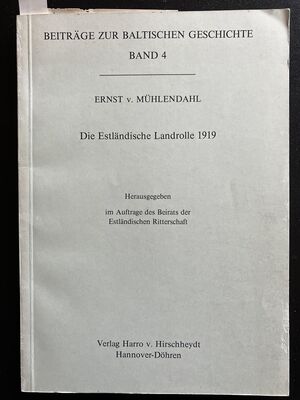 BEITRÄGE ZUR BALTISCHEN GESCHICHTE
BAND 4
ERNST v. MÜHLENDAHL
Die Estländische Landrolle 1919
Herausgegeben
im Auftrage des Beirats der
Estländischen Ritterschaft
Verlag Harro v. Hirschheydt
Hannover-Döhren